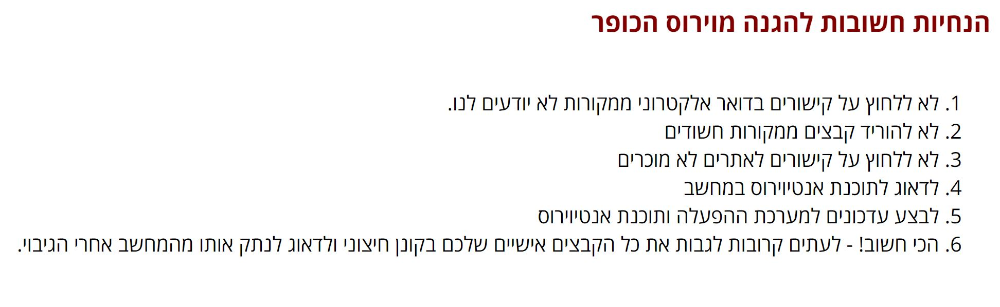 הנחיות חשובות להגנה מוירוס הכופר
1. לא ללחוץ על קישורים בדואר אלקטרוני ממקורות לא יודעים לנו.
2. לא להוריד קבצים ממקורות חשודים
3. לא ללחוץ על קישורים לאתרים לא מוכרים
4. לדאוג לתוכנת אנטיוירוס במחשב
5. לבצע עדכונים למערכת ההפעלה ותוכנת אנטיוירוס
6. הכי חשוב! - לעתים קרובות לגבות את כל הקבצים אישיים שלכם בקונן חיצוני ולדאוג לנתק אותו מהמחשב אחרי הגיבוי.